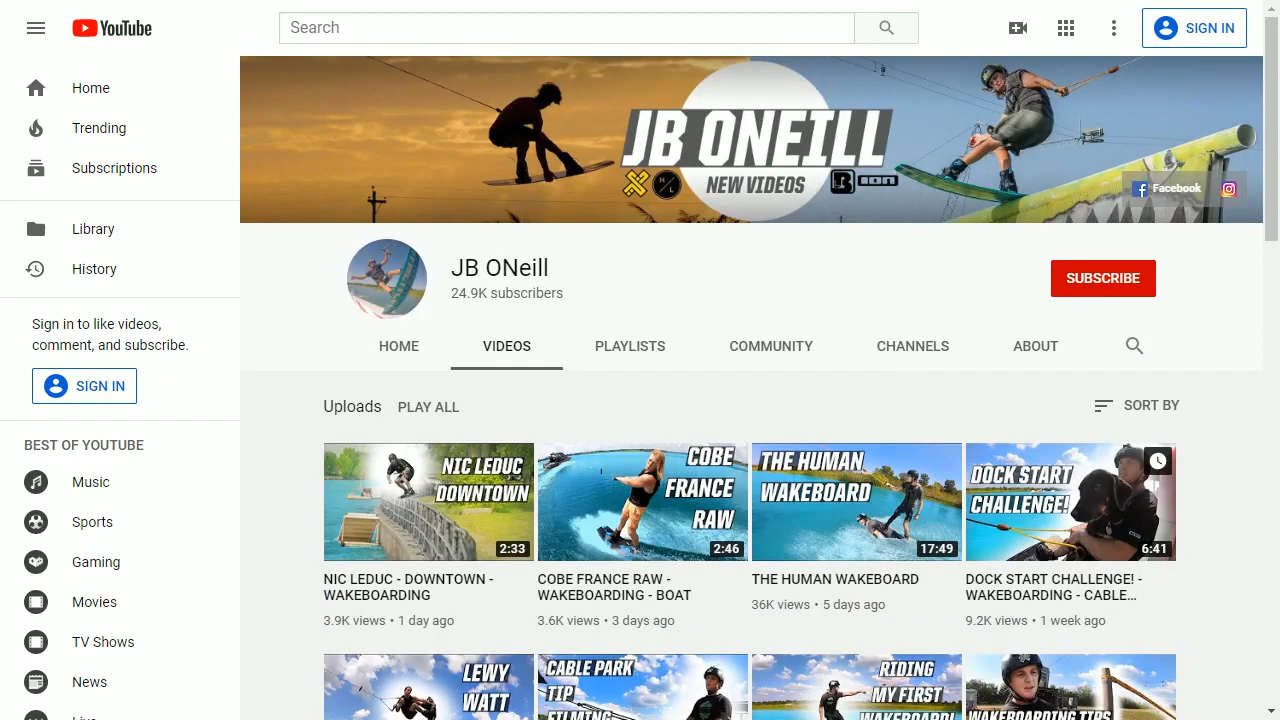 YouTube
Search
SIGN IN
Home
Trending
Subscriptions
Library
History
Sign in to like videos,
comment, and subscribe.
SIGN IN
BEST OF YOUTUBE
Music
Sports
Gaming
Movies
TV Shows
News
JB ONEILL
H L
NEW VIDEOS
Facebook
JB ONeill
24.9K subscribers
SUBSCRIBE
HOME
VIDEOS
PLAYLISTS
COMMUNITY
CHANNELS
ABOUT
Uploads
PLAY ALL
SORT BY
NIC LEDUC
DOWNTOWN
2:33
NIC LEDUC - DOWNTOWN -
WAKEBOARDING
3.9K views • 1 day ago
COBE
FRANCE
RAW
2:46
COBE FRANCE RAW -
WAKEBOARDING - BOAT
3.6K views • 3 days ago
THE HUMAN
WAKEBOARD
17:49
THE HUMAN WAKEBOARD
36K views • 5 days ago
DOCK START
CHALLENGE!
6:41
DOCK START CHALLENGE! -
WAKEBOARDING - CABLE...
9.2K views • 1 week ago
LEWY
WATT
CABLE PARK
TIP
FILMING
RIDING
MY FIRST
WAKEBOARD!
WAKEBOARDING TIPS